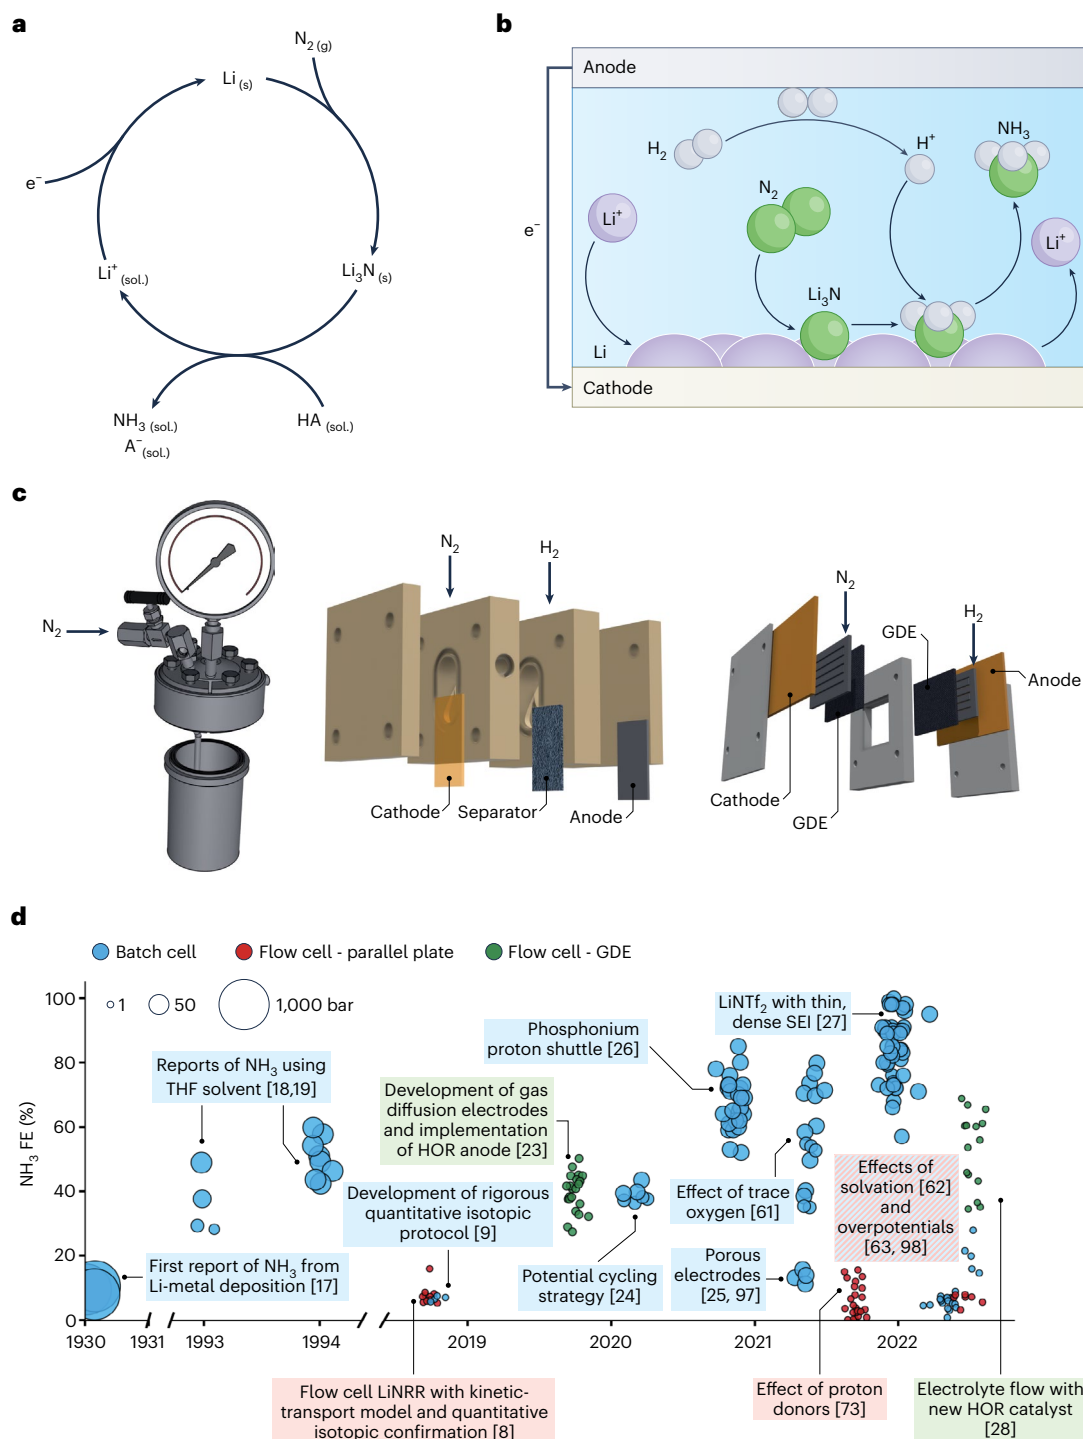 a
N2 (g)
Li (s)
e−
Li+ (sol.)
Li3N (s)
NH3 (sol.)
A− (sol.)
HA (sol.)
b
Anode
H2
H+
NH3
N2
Li+
Li+
e−
Li3N
Li
Cathode
c
N2
N2
H2
Cathode
Separator
Anode
N2
H2
GDE
Anode
Cathode
GDE
d
Batch cell
Flow cell - parallel plate
Flow cell - GDE
1
50
1,000 bar
NH3 FE (%)
100
80
60
40
20
0
Reports of NH3 using
THF solvent [18,19]
First report of NH3 from
Li-metal deposition [17]
Development of gas
diffusion electrodes
and implementation
of HOR anode [23]
Development of rigorous
quantitative isotopic
protocol [9]
Phosphonium
proton shuttle [26]
LiNTf2 with thin,
dense SEI [27]
Effect of trace
oxygen [61]
Effects of
solvation [62]
and
overpotentials
[63, 98]
Potential cycling
strategy [24]
Porous
electrodes
[25, 97]
1930
1931
1993
1994
2019
2020
2021
2022
Flow cell LiNRR with kinetic-
transport model and quantitative
isotopic confirmation [8]
Effect of proton
donors [73]
Electrolyte flow with
new HOR catalyst
[28]